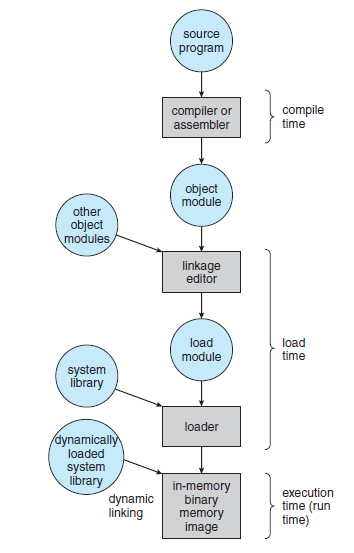 source
program
compiler or
assembler
compile
time
object
module
other
object
modules
linkage
editor
load
module
load
time
system
library
loader
dynamically
loaded
system
library
dynamic
linking
in-memory
binary
memory
image
execution
time (run
time)